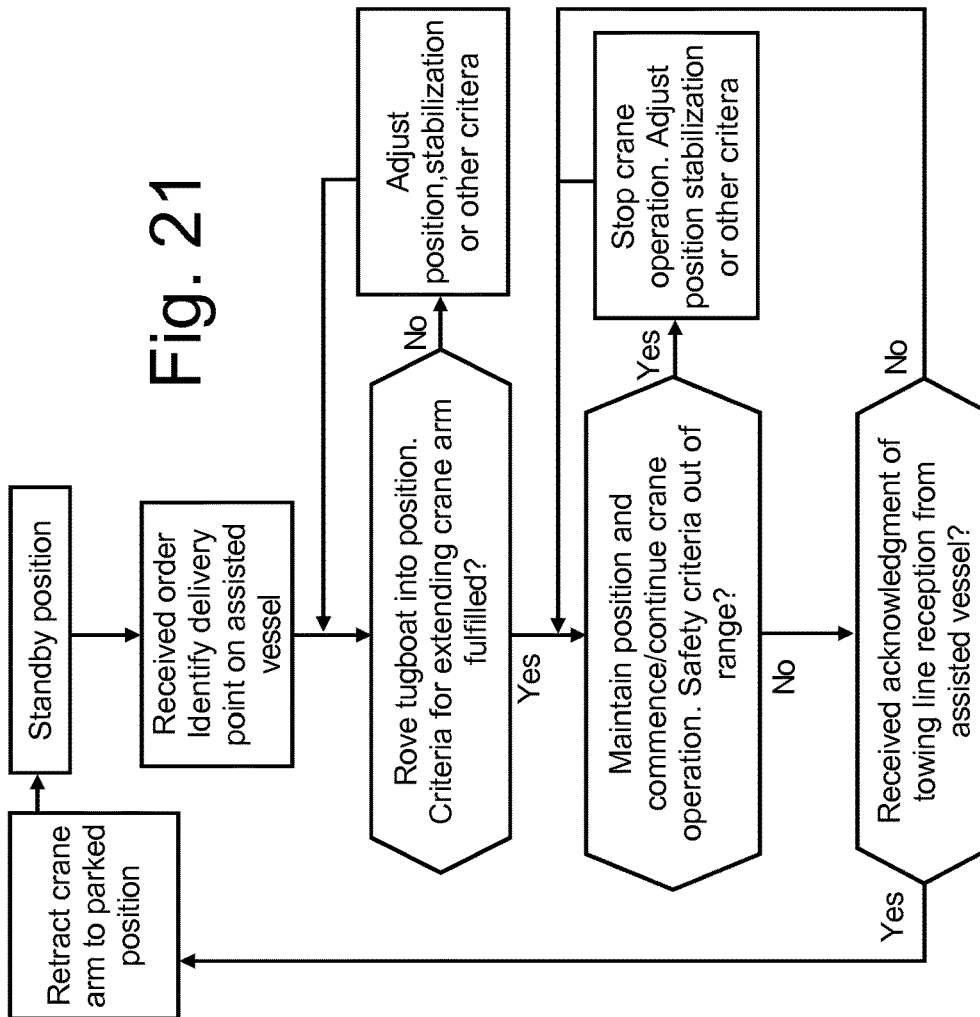 Fig. 21
Retract crane
arm to parked
position
Standby position
Received order
Identify delivery
point on assisted
vessel
Rove tugboat into position.
Criteria for extending crane arm
fulfilled?
No
Adjust
position,stabilization
or other critera
Yes
Maintain position and
commence/continue crane
operation. Safety criteria out of
range?
Yes
Stop crane
operation. Adjust
position stabilization
or other critera
No
Received acknowledgment of
towing line reception from
assisted vessel?
Yes
No